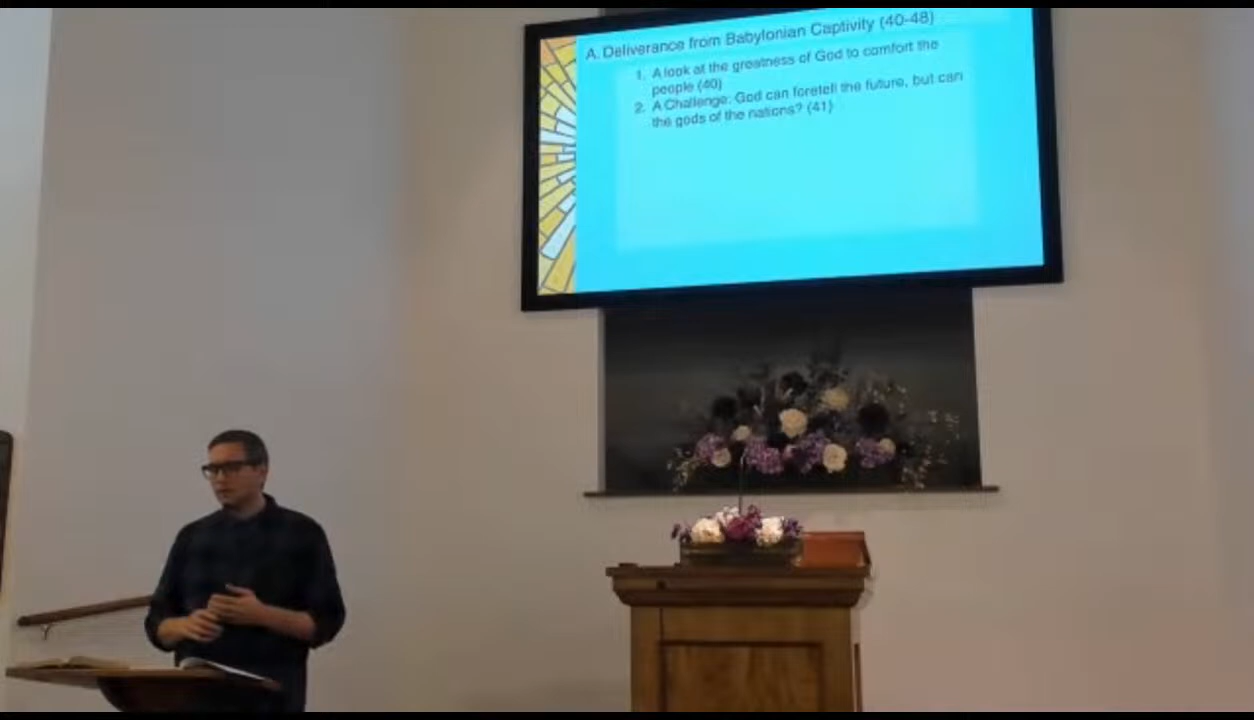 A. Deliverance from Babylonian Captivity (40-48)
1. A look at the greatness of God to comfort the
people (40)
2. A Challenge: God can foretell the future, but can
the gods of the nations? (41)